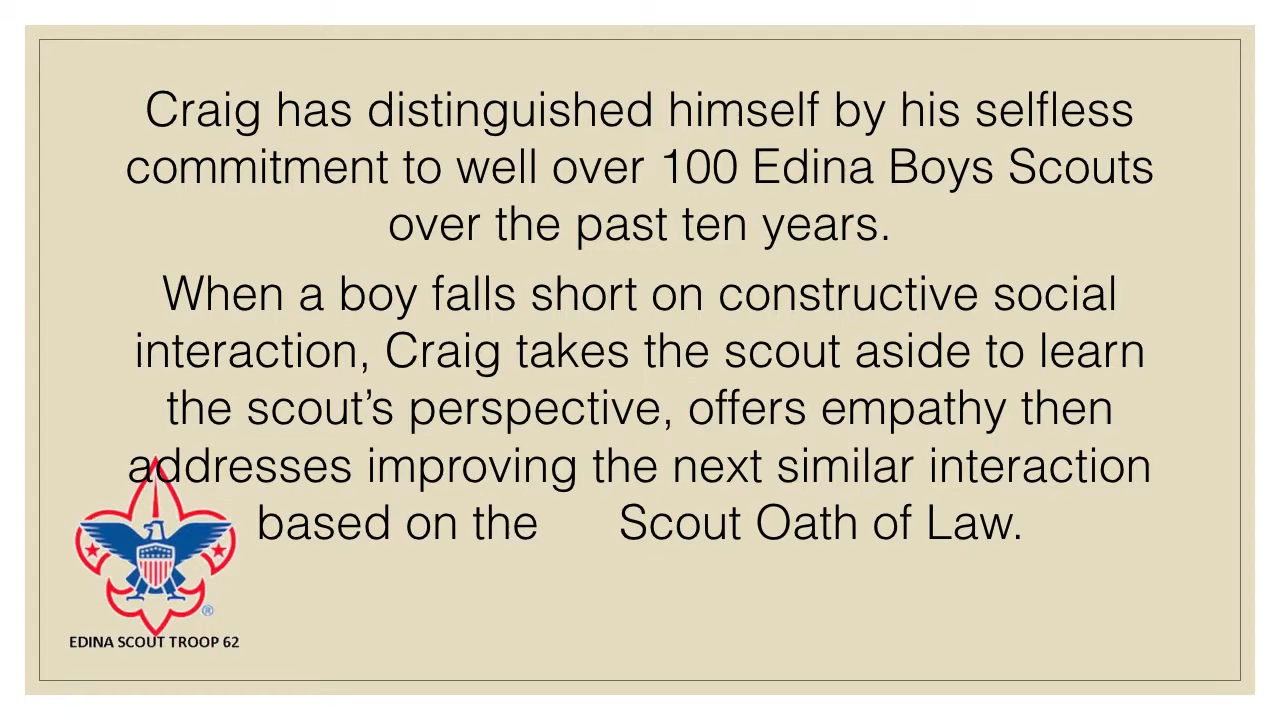 Craig has distinguished himself by his selfless
commitment to well over 100 Edina Boys Scouts
over the past ten years.
When a boy falls short on constructive social
interaction, Craig takes the scout aside to learn
the scout’s perspective, offers empathy then
addresses improving the next similar interaction
based on the Scout Oath of Law.
®
EDINA SCOUT TROOP 62